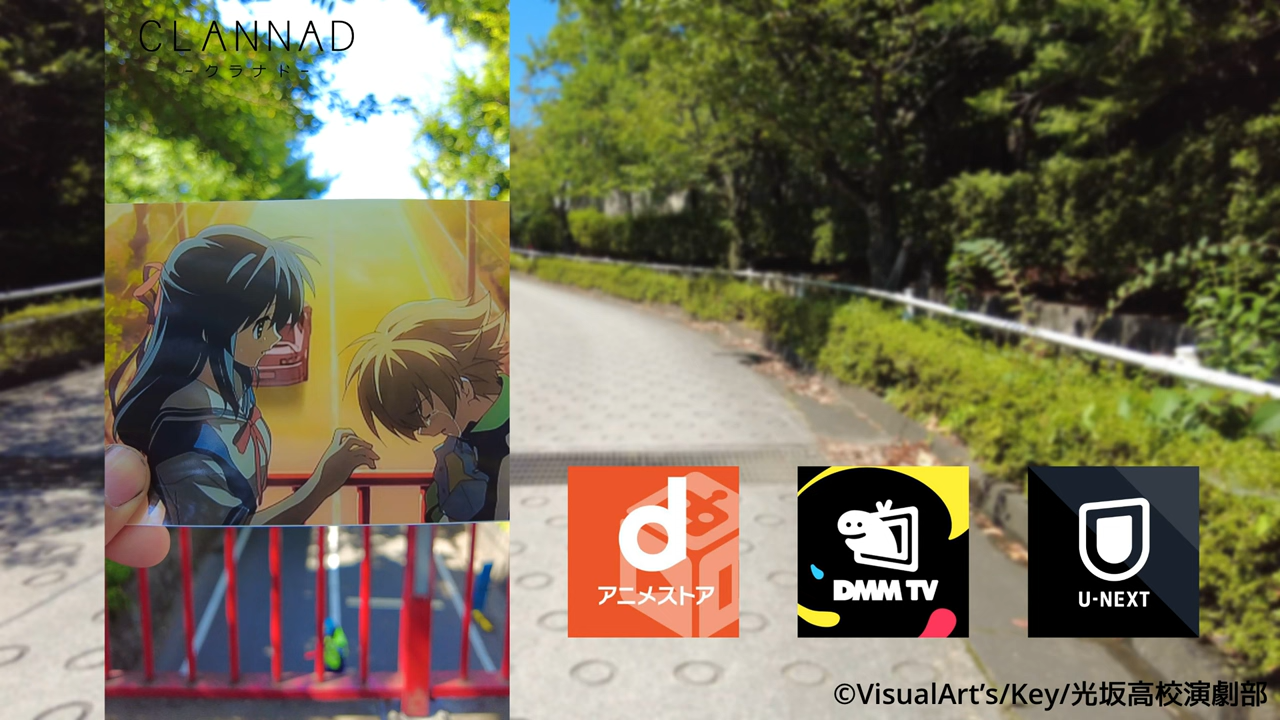 CLANNAD
-クラナド-
d
アニメストア
DMM TV
U-NEXT
©VisualArt's/Key/光坂高校演劇部